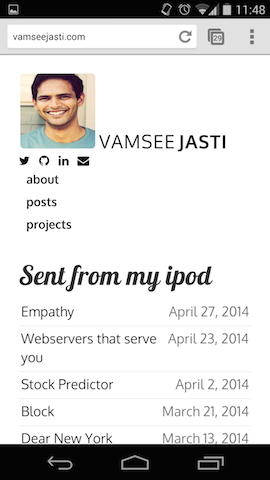 11:48
vamseejasti.com
29
VAMSEE JASTI
about
posts
projects
Sent from my ipod
Empathy April 27, 2014
Webservers that serve April 23, 2014
you
Stock Predictor April 2, 2014
Block March 21, 2014
Dear New York March 13, 2014